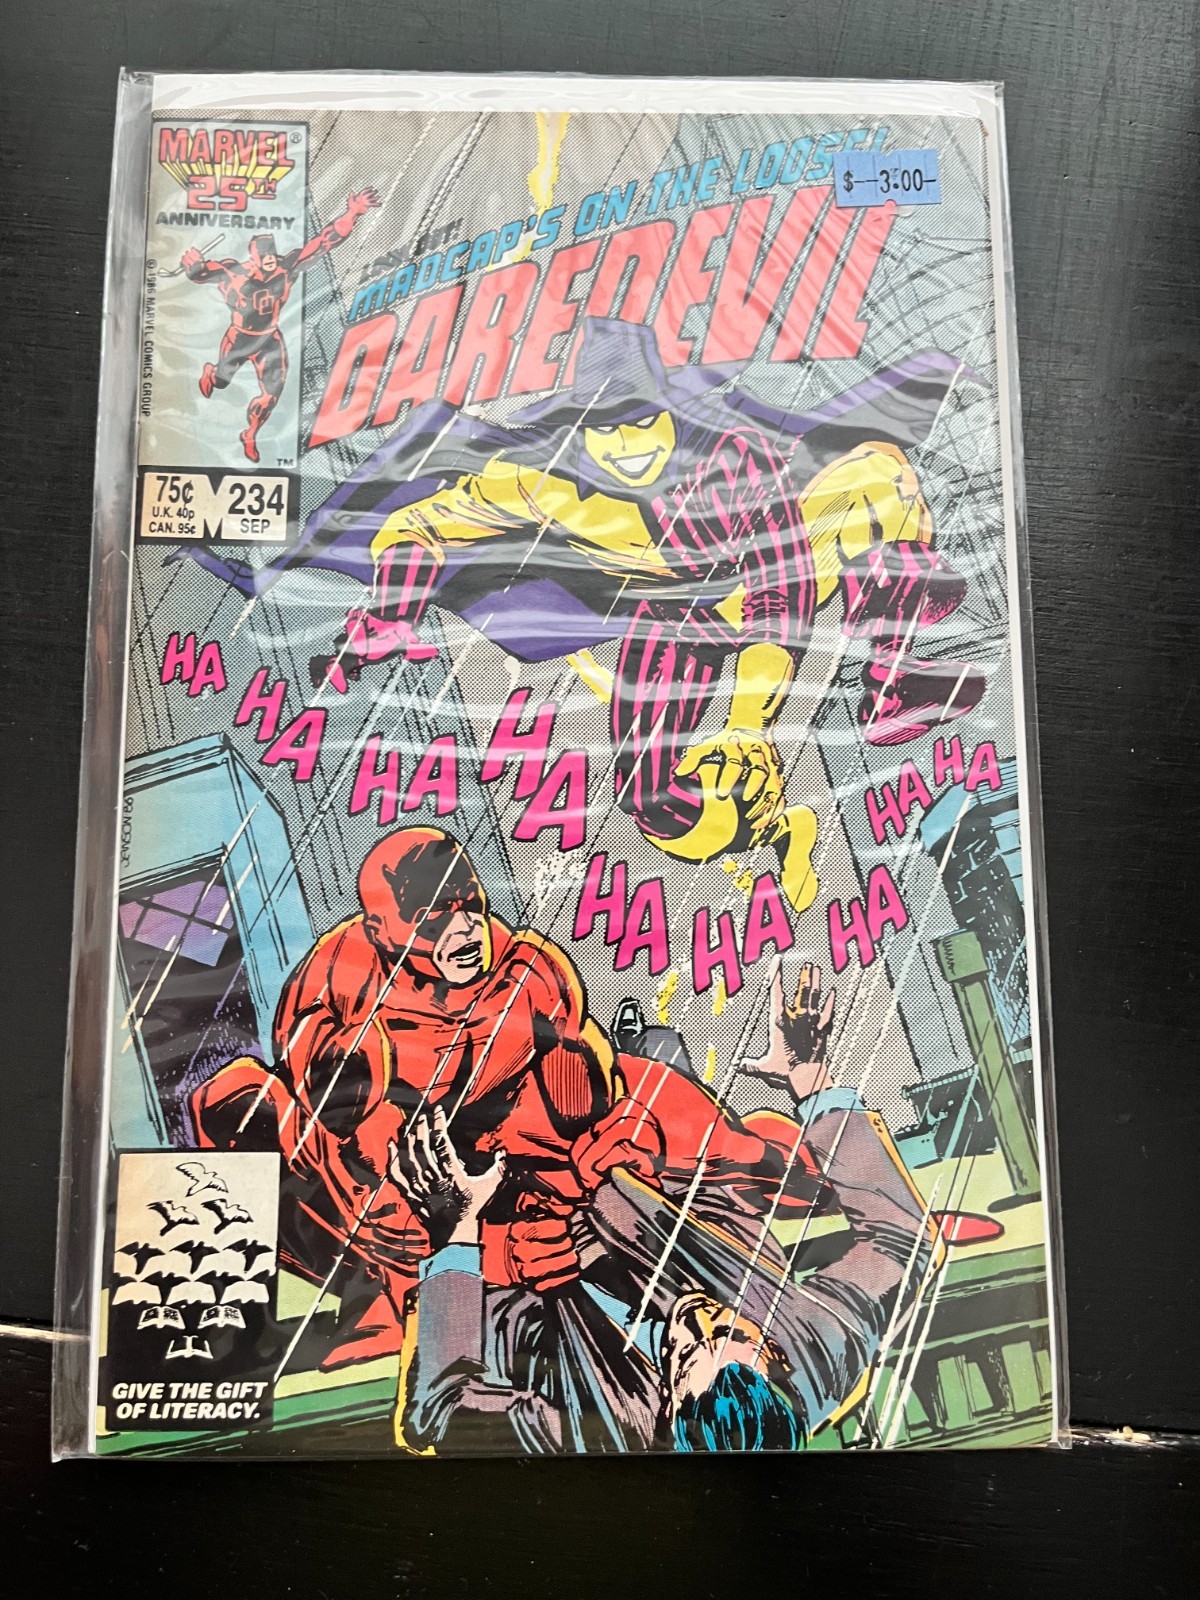 MARVEL®
25TH
ANNIVERSARY
© 1986 MARVEL COMICS GROUP
TM
75¢
U.K. 40p
CAN. 95¢
M
234
SEP
MADCAP'S ON THE LOOSE!
$--3.00-
DAREDEVIL
HA
HA
HA
HA
HA
HA
HA
HA
HA
HA
GIVE THE GIFT
OF LITERACY.